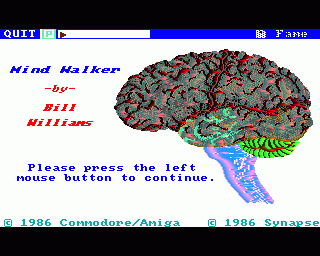 QUIT P Fame
Mind Walker
-by-
Bill
Williams
Please press the left
mouse button to continue.
© 1986 Commodore/Amiga © 1986 Synapse